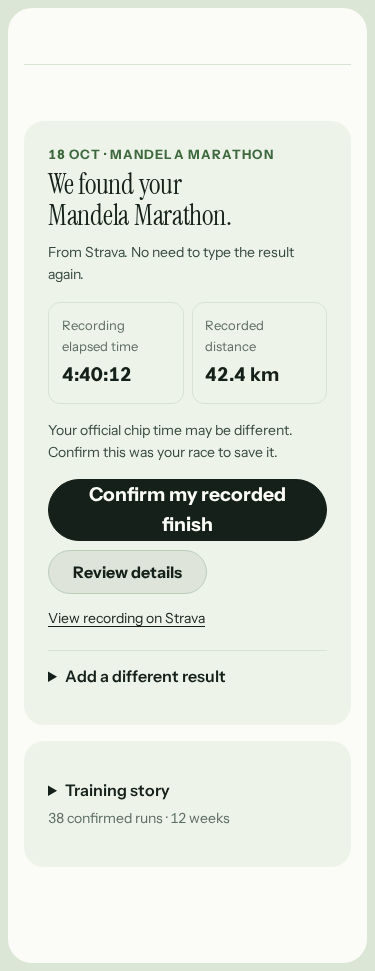 18 OCT · MANDELA MARATHON
We found your
Mandela Marathon.
From Strava. No need to type the result
again.
Recording
elapsed time
4:40:12
Recorded
distance
42.4 km
Your official chip time may be different.
Confirm this was your race to save it.
Confirm my recorded
finish
Review details
View recording on Strava
Add a different result
Training story
38 confirmed runs · 12 weeks